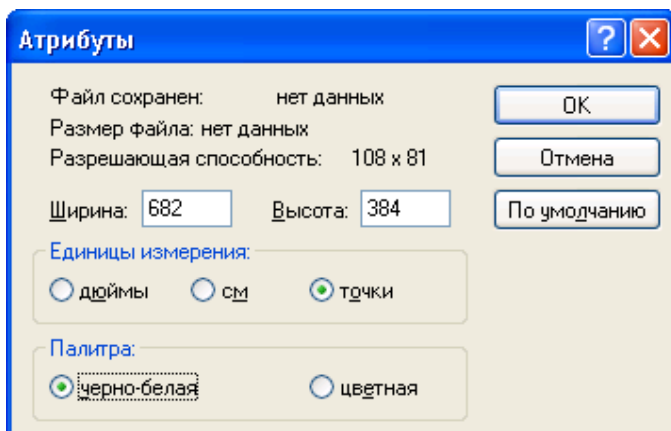 Атрибуты
Файл сохранен: нет данных
Размер файла: нет данных
Разрешающая способность: 108 x 81
Ширина: 682 Высота: 384
Единицы измерения:
дюймы см точки
Палитра:
черно-белая цветная
ОК
Отмена
По умолчанию